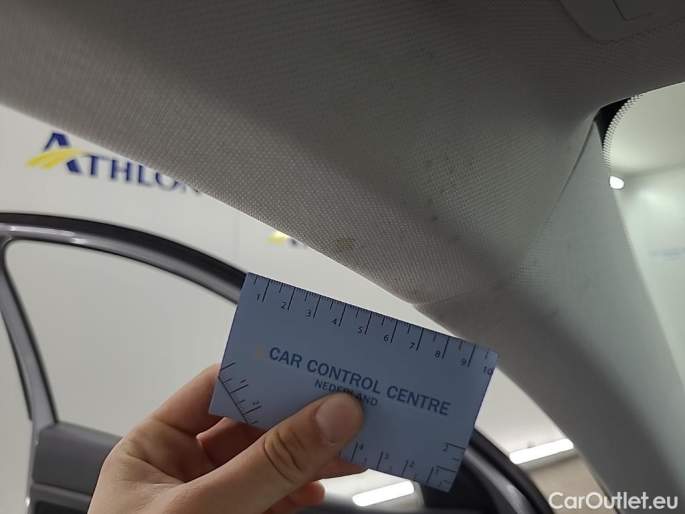 ATHLON
1 2 3 4 5 6 7 8 9 10
CAR CONTROL CENTRE
NEDERLAND
CarOutlet.eu